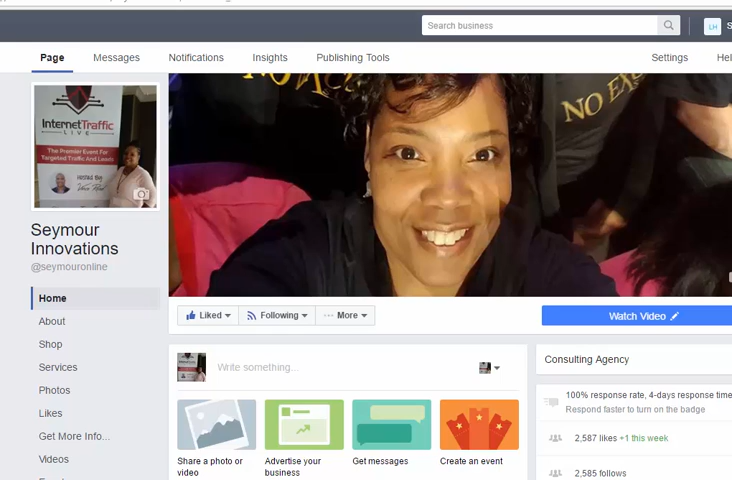 Search business
LH
Page
Messages
Notifications
Insights
Publishing Tools
Settings
InternetTraffic
LIVE
The Premier Event For
Targeted Traffic And Leads
NO EX
Seymour
Innovations
@seymouronline
Home
About
Shop
Services
Photos
Likes
Get More Info...
Videos
Liked
Following
More
Watch Video
Write something...
Share a photo or
video
Advertise your
business
Get messages
Create an event
Consulting Agency
100% response rate, 4-days response time
Respond faster to turn on the badge
2,587 likes +1 this week
2,585 follows